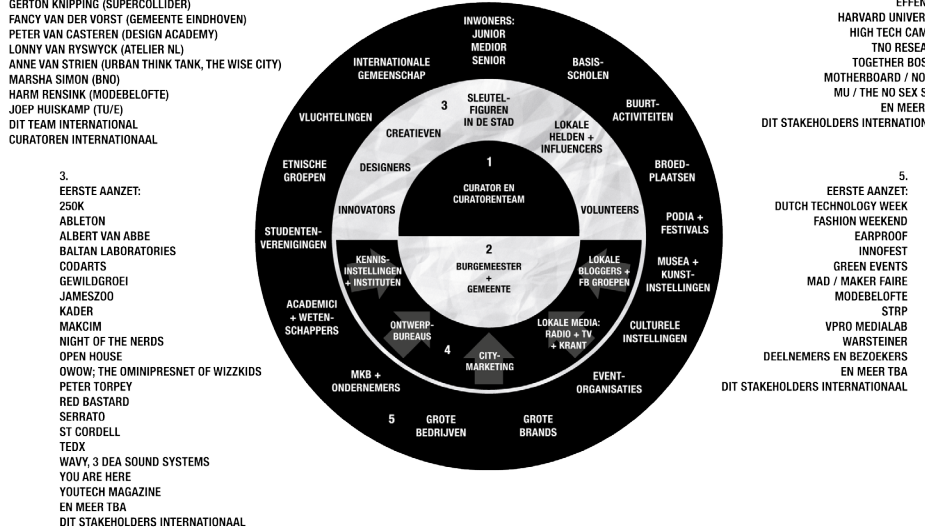 GERTON KNIPPING (SUPERCOLLIDER)
FANCY VAN DER VORST (GEMEENTE EINDHOVEN)
PETER VAN CASTEREN (DESIGN ACADEMY)
LONNY VAN RYSWYCK (ATELIER NL)
ANNE VAN STRIEN (URBAN THINK TANK, THE WISE CITY)
MARSHA SIMON (BNO)
HARM RENSINK (MODEBELOFTE)
JOEP HUISKAMP (TU/E)
DIT TEAM INTERNATIONAL
CURATOREN INTERNATIONAAL
3.
EERSTE AANZET:
250K
ABLETON
ALBERT VAN ABBE
BALTAN LABORATORIES
CODARTS
GEWILDGROEI
JAMESZOO
KADER
MAKCIM
NIGHT OF THE NERDS
OPEN HOUSE
OWOW; THE OMINIPRESNET OF WIZZKIDS
PETER TORPEY
RED BASTARD
SERRATO
ST CORDELL
TEDX
WAVY, 3 DEA SOUND SYSTEMS
YOU ARE HERE
YOUTECH MAGAZINE
EN MEER TBA
DIT STAKEHOLDERS INTERNATIONAAL
INWONERS:
JUNIOR
MEDIOR
SENIOR
BASIS-
SCHOLEN
BUURT-
ACTIVITEITEN
BROED-
PLAATSEN
PODIA +
FESTIVALS
MUSEA +
KUNST-
INSTELLINGEN
CULTURELE
INSTELLINGEN
EVENT-
ORGANISATIES
GROTE
BRANDS
GROTE
BEDRIJVEN
5
MKB +
ONDERNEMERS
ACADEMICI
+ WETEN-
SCHAPPERS
STUDENTEN-
VERENIGINGEN
ETNISCHE
GROEPEN
VLUCHTELINGEN
INTERNATIONALE
GEMEENSCHAP
3
SLEUTEL-
FIGUREN
IN DE STAD
LOKALE
HELDEN +
INFLUENCERS
VOLUNTEERS
CREATIEVEN
DESIGNERS
INNOVATORS
1
CURATOR EN
CURATORENTEAM
2
BURGEMEESTER
+
GEMEENTE
KENNIS-
INSTELLINGEN
+ INSTITUTEN
ONTWERP-
BUREAUS
4
CITY-
MARKETING
LOKALE MEDIA:
RADIO + TV
+ KRANT
LOKALE
BLOGGERS +
FB GROEPEN
EFFEN
HARVARD UNIVER
HIGH TECH CAM
TNO RESEA
TOGETHER BOS
MOTHERBOARD / NO
MU / THE NO SEX S
EN MEER
DIT STAKEHOLDERS INTERNATION
5.
EERSTE AANZET:
DUTCH TECHNOLOGY WEEK
FASHION WEEKEND
EARPROOF
INNOFEST
GREEN EVENTS
MAD / MAKER FAIRE
MODEBELOFTE
STRP
VPRO MEDIALAB
WARSTEINER
DEELNEMERS EN BEZOEKERS
EN MEER TBA
DIT STAKEHOLDERS INTERNATIONAAL